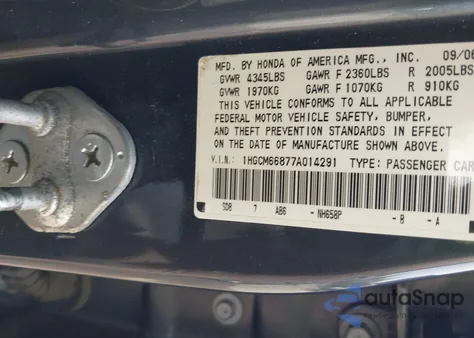 MFD. BY HONDA OF AMERICA MFG., INC. 09/06
GVWR 4345LBS GAWR F 2360LBS R 2005LBS
GVWR 1970KG GAWR F 1070KG R 910KG
THIS VEHICLE CONFORMS TO ALL APPLICABLE
FEDERAL MOTOR VEHICLE SAFETY, BUMPER,
AND THEFT PREVENTION STANDARDS IN EFFECT
ON THE DATE OF MANUFACTURE SHOWN ABOVE.
V.I.N.: 1HGCM66877A014291 TYPE: PASSENGER CAR
SDB 7 AB6 - NH658P - B - A
autoSnap